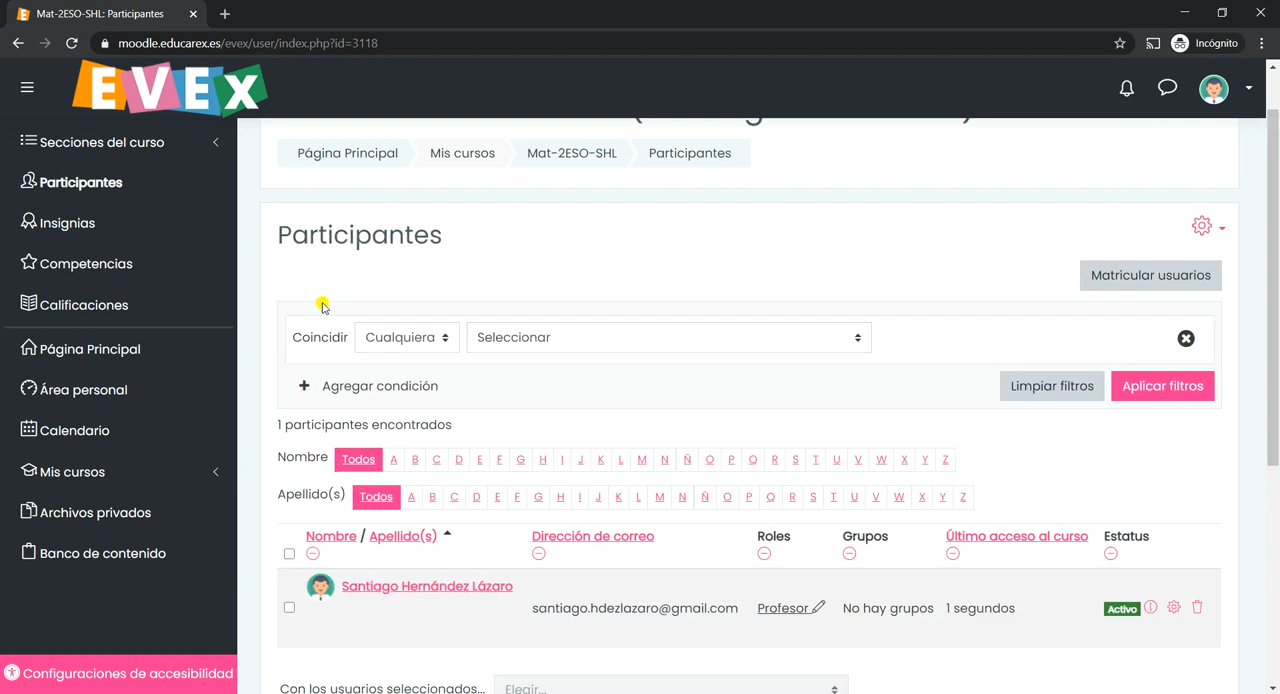 Mat-2ESO-SHL: Participantes
moodle.educarex.es/evex/user/index.php?id=3118
Incógnito
EVEX
Secciones del curso
Participantes
Insignias
Competencias
Calificaciones
Página Principal
Área personal
Calendario
Mis cursos
Archivos privados
Banco de contenido
Configuraciones de accesibilidad
Página Principal Mis cursos Mat-2ESO-SHL Participantes
Participantes
Matricular usuarios
Coincidir Cualquiera Seleccionar
Agregar condición Limpiar filtros Aplicar filtros
1 participantes encontrados
Nombre Todos A B C D E F G H I J K L M N Ñ O P Q R S T U V W X Y Z
Apellido(s) Todos A B C D E F G H I J K L M N Ñ O P Q R S T U V W X Y Z
Nombre / Apellido(s) Dirección de correo Roles Grupos Último acceso al curso Estatus
Santiago Hernández Lázaro
santiago.hdezlazaro@gmail.com Profesor No hay grupos 1 segundos Activo
Con los usuarios seleccionados... Elegir...